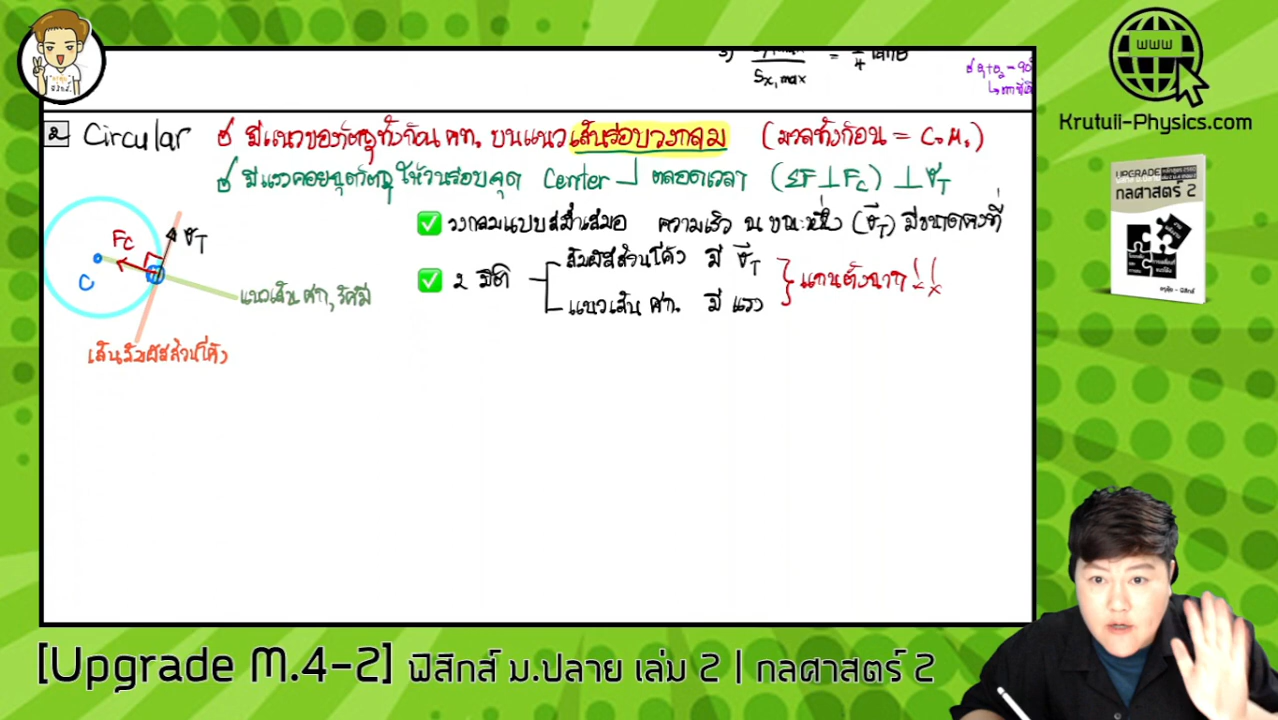 www
Krutuii-Physics.com
Sx,max
= 1/4 tanθ
2 Circular มีแนวของวัตถุทั้งก้อน คท. บนแนวเส้นรอบวงกลม (มวลทั้งก้อน = C.M.)
มีแรงคอยฉุดวัตถุให้วนรอบจุด Center ตลอดเวลา (ΣF ⊥ Fc) ⊥ vT
วงกลมแบบสม่ำเสมอ ความเร็ว ณ ขณะหนึ่ง (vT) มีขนาดคงที่
2 มิติ
สัมผัสส่วนโค้ง มี vT
แนวเส้น ศก. มี แรง
แกนตั้งฉาก !!
Fc
vT
C
แนวเส้น ศก, รัศมี
เส้นสัมผัสส่วนโค้ง
UPGRADE
กลศาสตร์ 2
[Upgrade M.4-2] ฟิสิกส์ ม.ปลาย เล่ม 2 | กลศาสตร์ 2